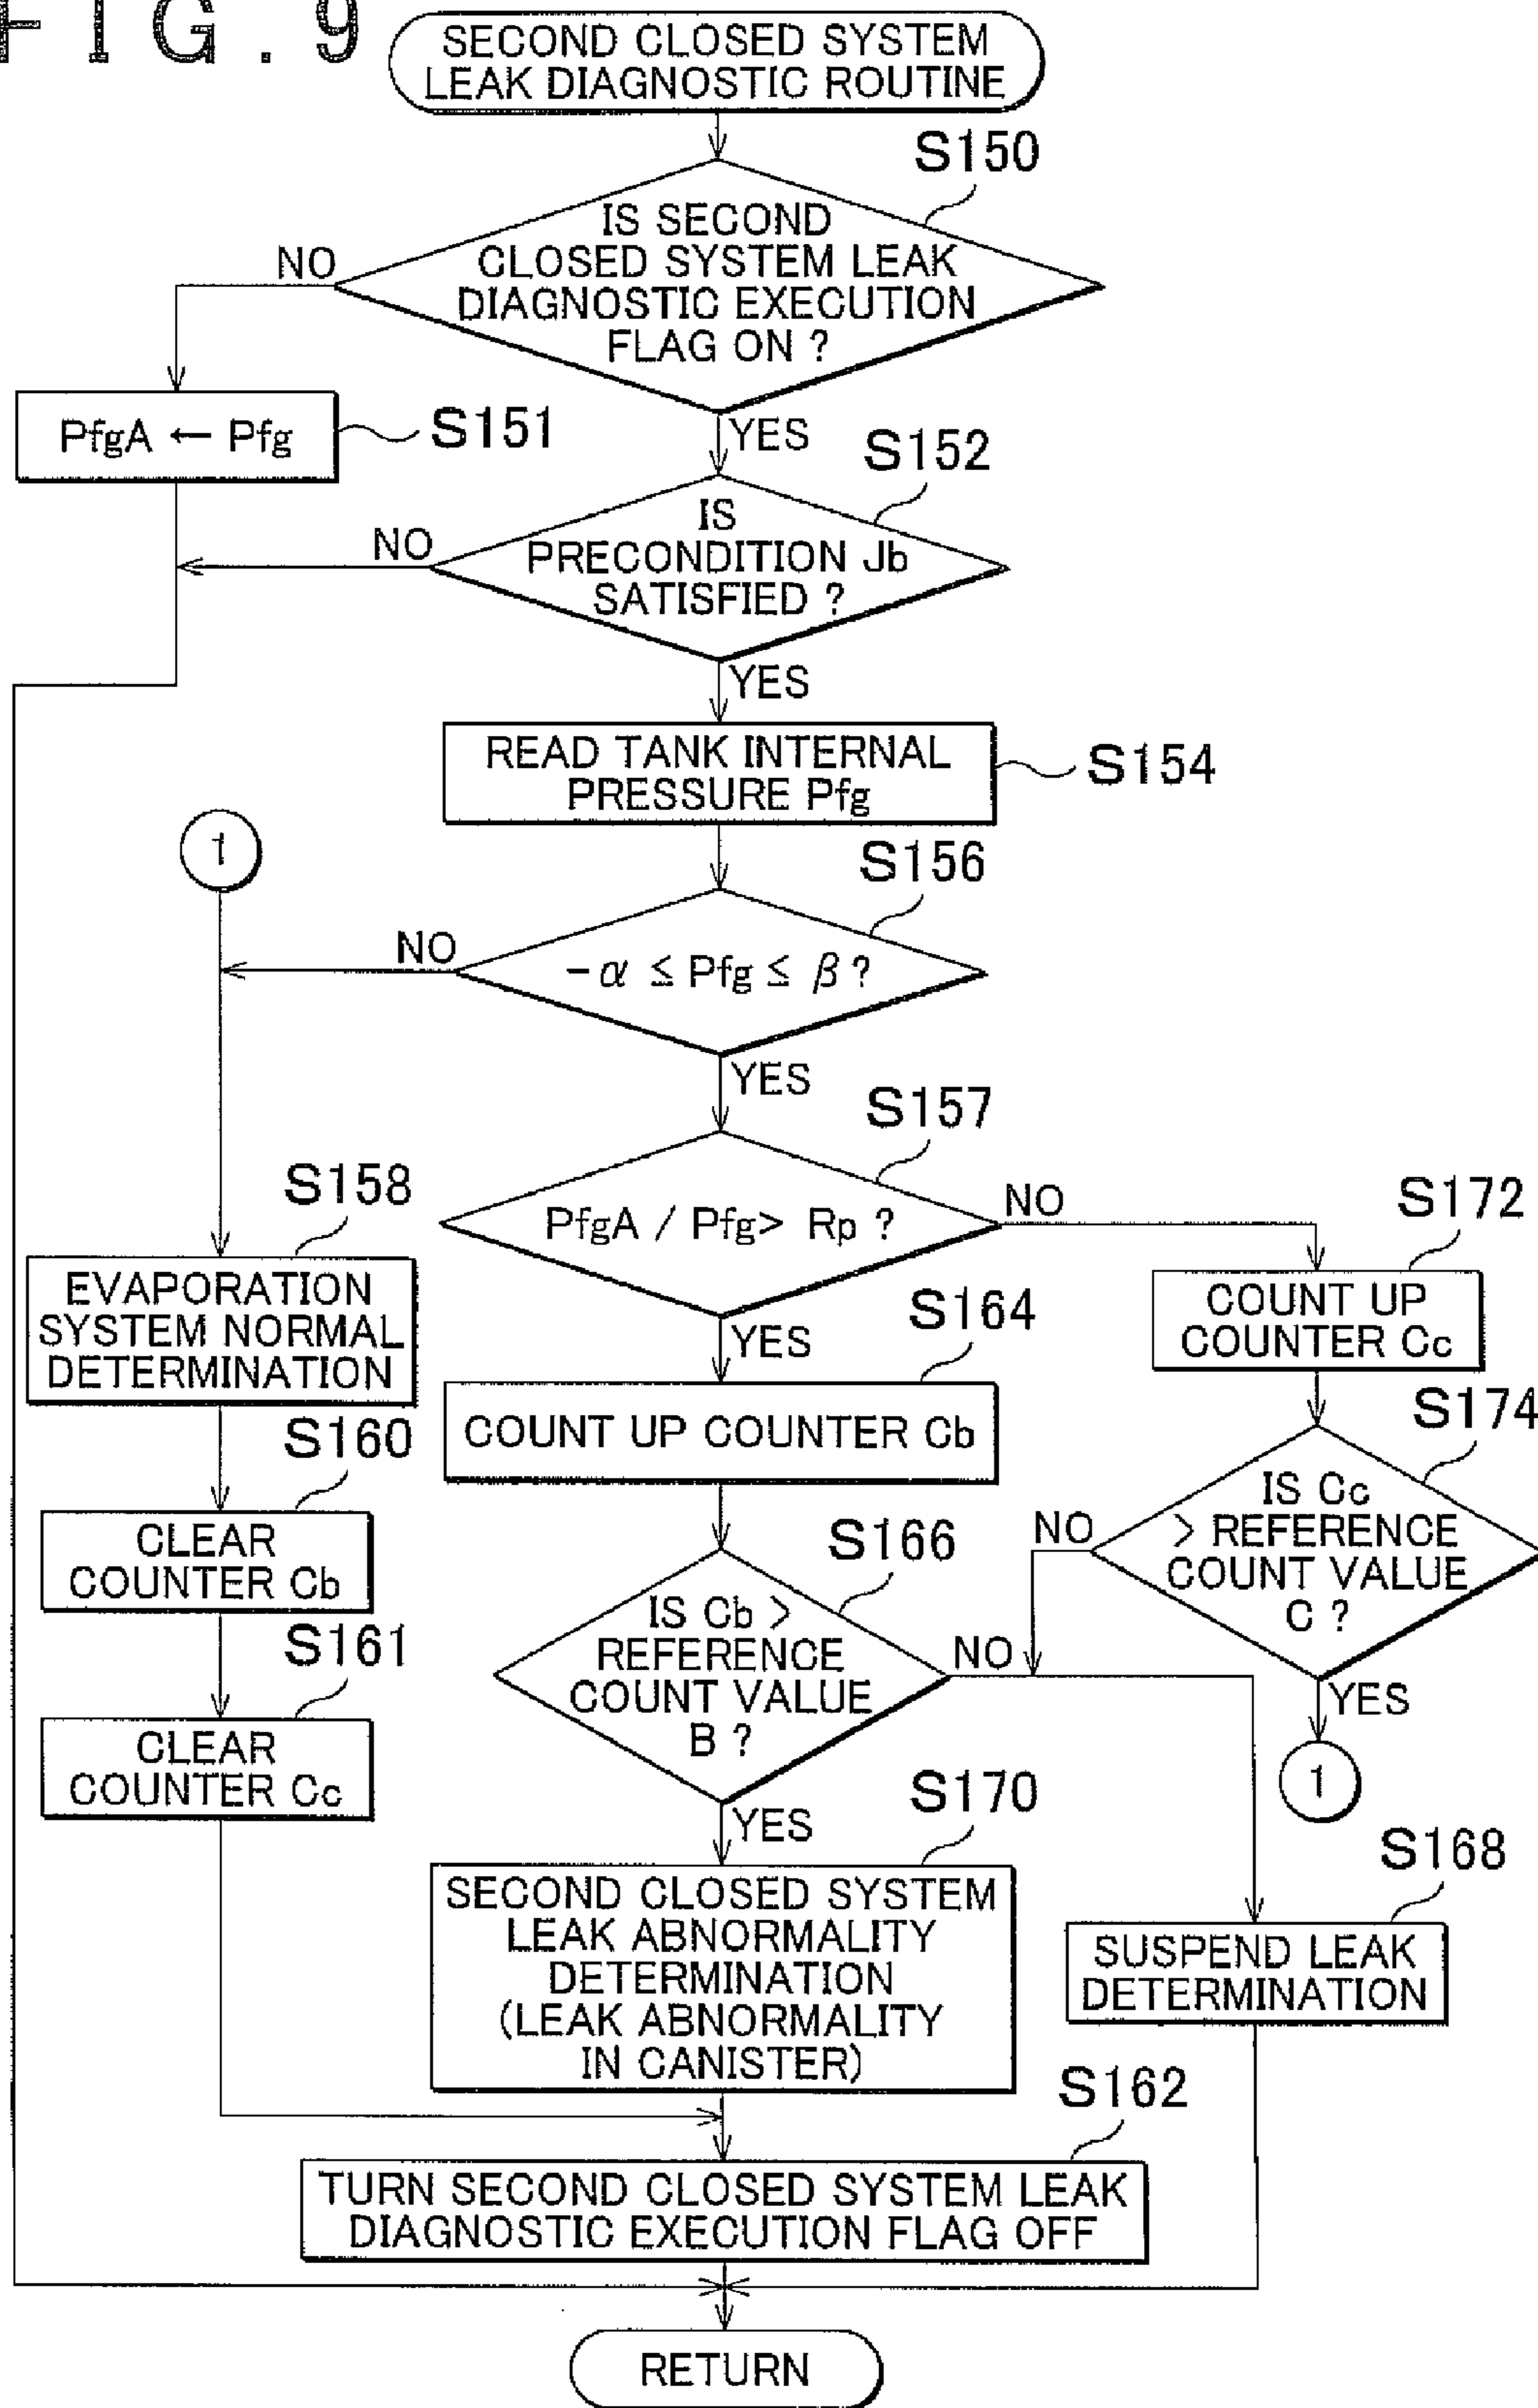 FIG. 9
SECOND CLOSED SYSTEM
LEAK DIAGNOSTIC ROUTINE
S150
IS SECOND
CLOSED SYSTEM LEAK
DIAGNOSTIC EXECUTION
FLAG ON ?
NO
YES
PfgA ← Pfg
S151
S152
IS
PRECONDITION Jb
SATISFIED ?
NO
YES
READ TANK INTERNAL
PRESSURE Pfg
S154
1
S156
-α ≤ Pfg ≤ β ?
NO
YES
S157
PfgA / Pfg> Rp ?
NO
YES
S158
EVAPORATION
SYSTEM NORMAL
DETERMINATION
S172
COUNT UP
COUNTER Cc
S164
COUNT UP COUNTER Cb
S174
IS Cc
> REFERENCE
COUNT VALUE
C ?
NO
YES
1
S160
CLEAR
COUNTER Cb
S166
IS Cb >
REFERENCE
COUNT VALUE
B ?
NO
YES
S161
CLEAR
COUNTER Cc
S170
SECOND CLOSED SYSTEM
LEAK ABNORMALITY
DETERMINATION
(LEAK ABNORMALITY
IN CANISTER)
S168
SUSPEND LEAK
DETERMINATION
S162
TURN SECOND CLOSED SYSTEM LEAK
DIAGNOSTIC EXECUTION FLAG OFF
RETURN